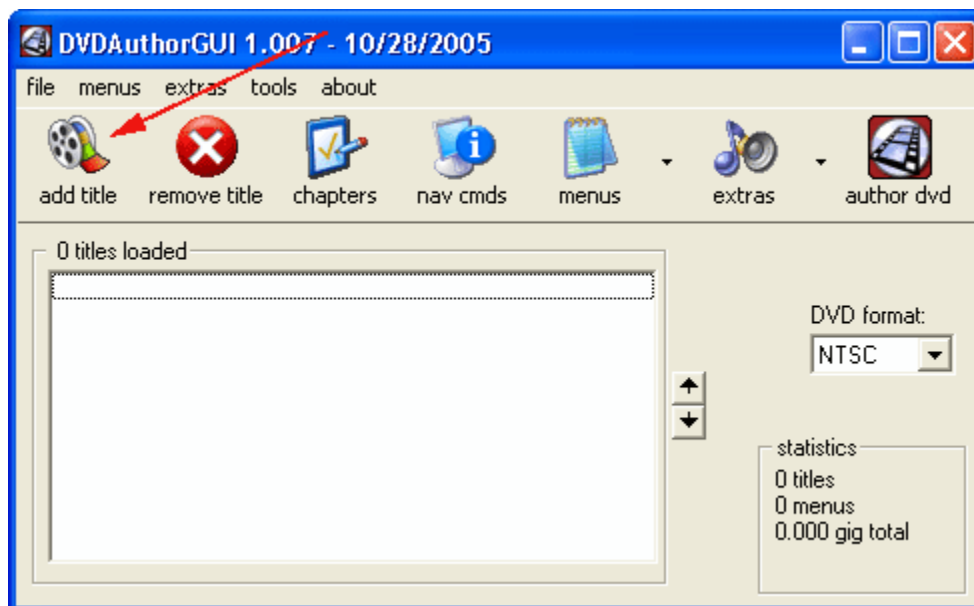 DVDAuthorGUI 1.007 - 10/28/2005
file menus extras tools about
add title remove title chapters nav cmds menus extras author dvd
0 titles loaded
DVD format:
NTSC
statistics
0 titles
0 menus
0.000 gig total